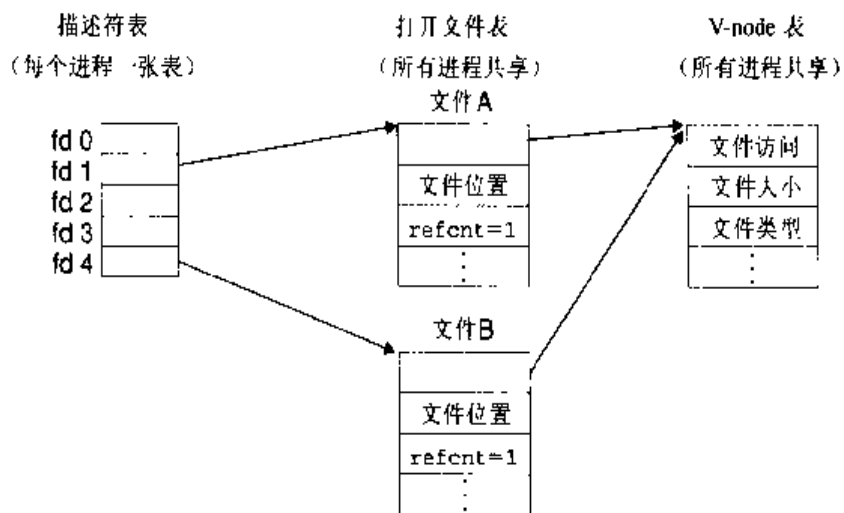 描述符表
（每个进程一张表）
打开文件表
（所有进程共享）
V-node 表
（所有进程共享）
文件A
fd 0
fd 1
fd 2
fd 3
fd 4
文件位置
refcnt=1
⋮
文件访问
文件大小
文件类型
⋮
文件B
文件位置
refcnt=1
⋮